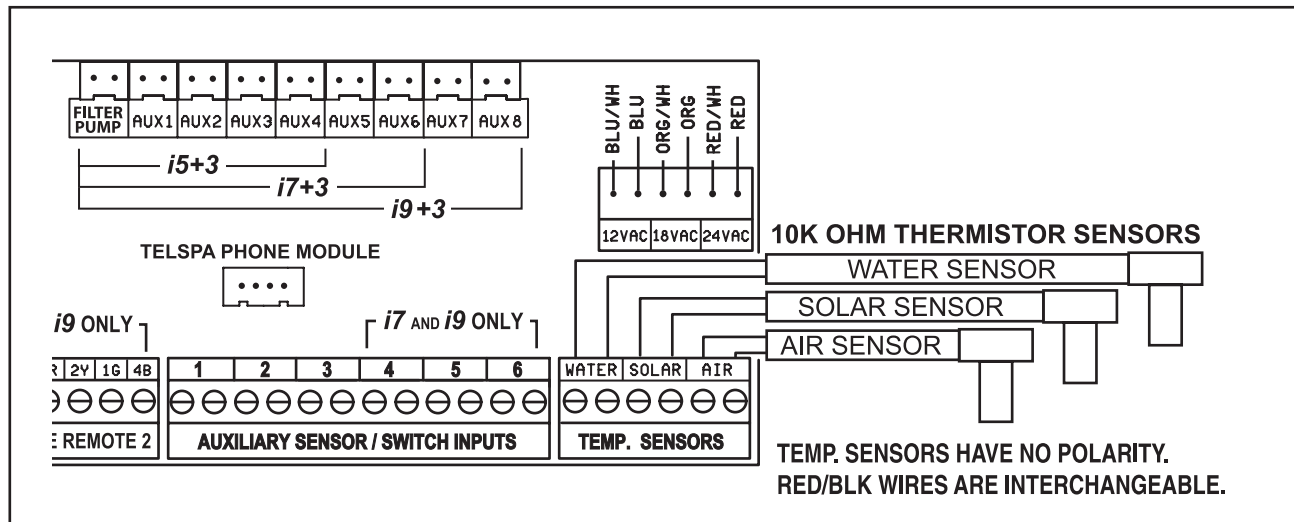 FILTER PUMP AUX1 AUX2 AUX3 AUX4 AUX5 AUX6 AUX7 AUX8
i5+3
i7+3
i9+3
BLU/WH BLU ORG/WH ORG RED/WH RED
12VAC 18VAC 24VAC
TELSPA PHONE MODULE
10K OHM THERMISTOR SENSORS
WATER SENSOR
SOLAR SENSOR
AIR SENSOR
i9 ONLY
i7 AND i9 ONLY
R 2Y 1G 4B
1 2 3 4 5 6
WATER SOLAR AIR
E REMOTE 2
AUXILIARY SENSOR / SWITCH INPUTS
TEMP. SENSORS
TEMP. SENSORS HAVE NO POLARITY.
RED/BLK WIRES ARE INTERCHANGEABLE.